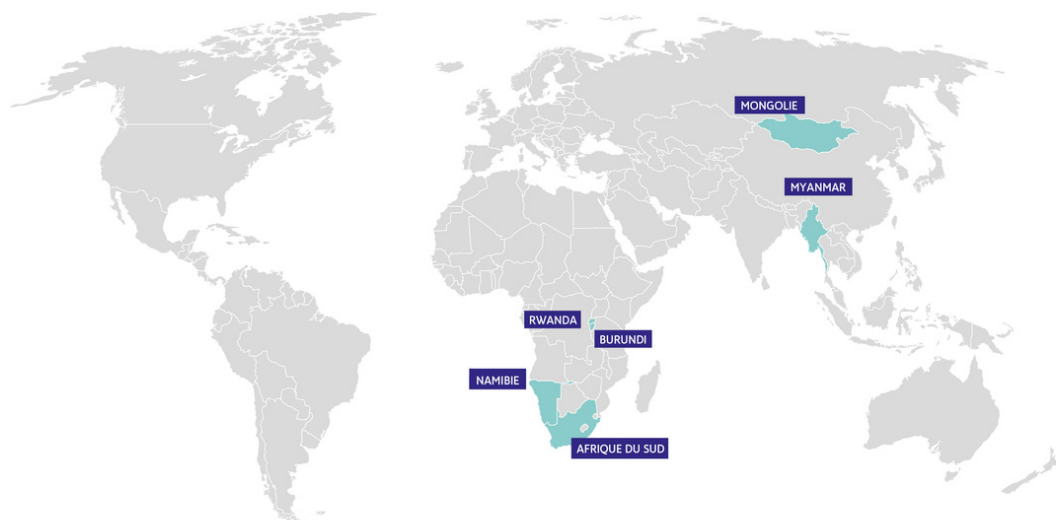 MONGOLIE
MYANMAR
RWANDA
BURUNDI
NAMIBIE
AFRIQUE DU SUD